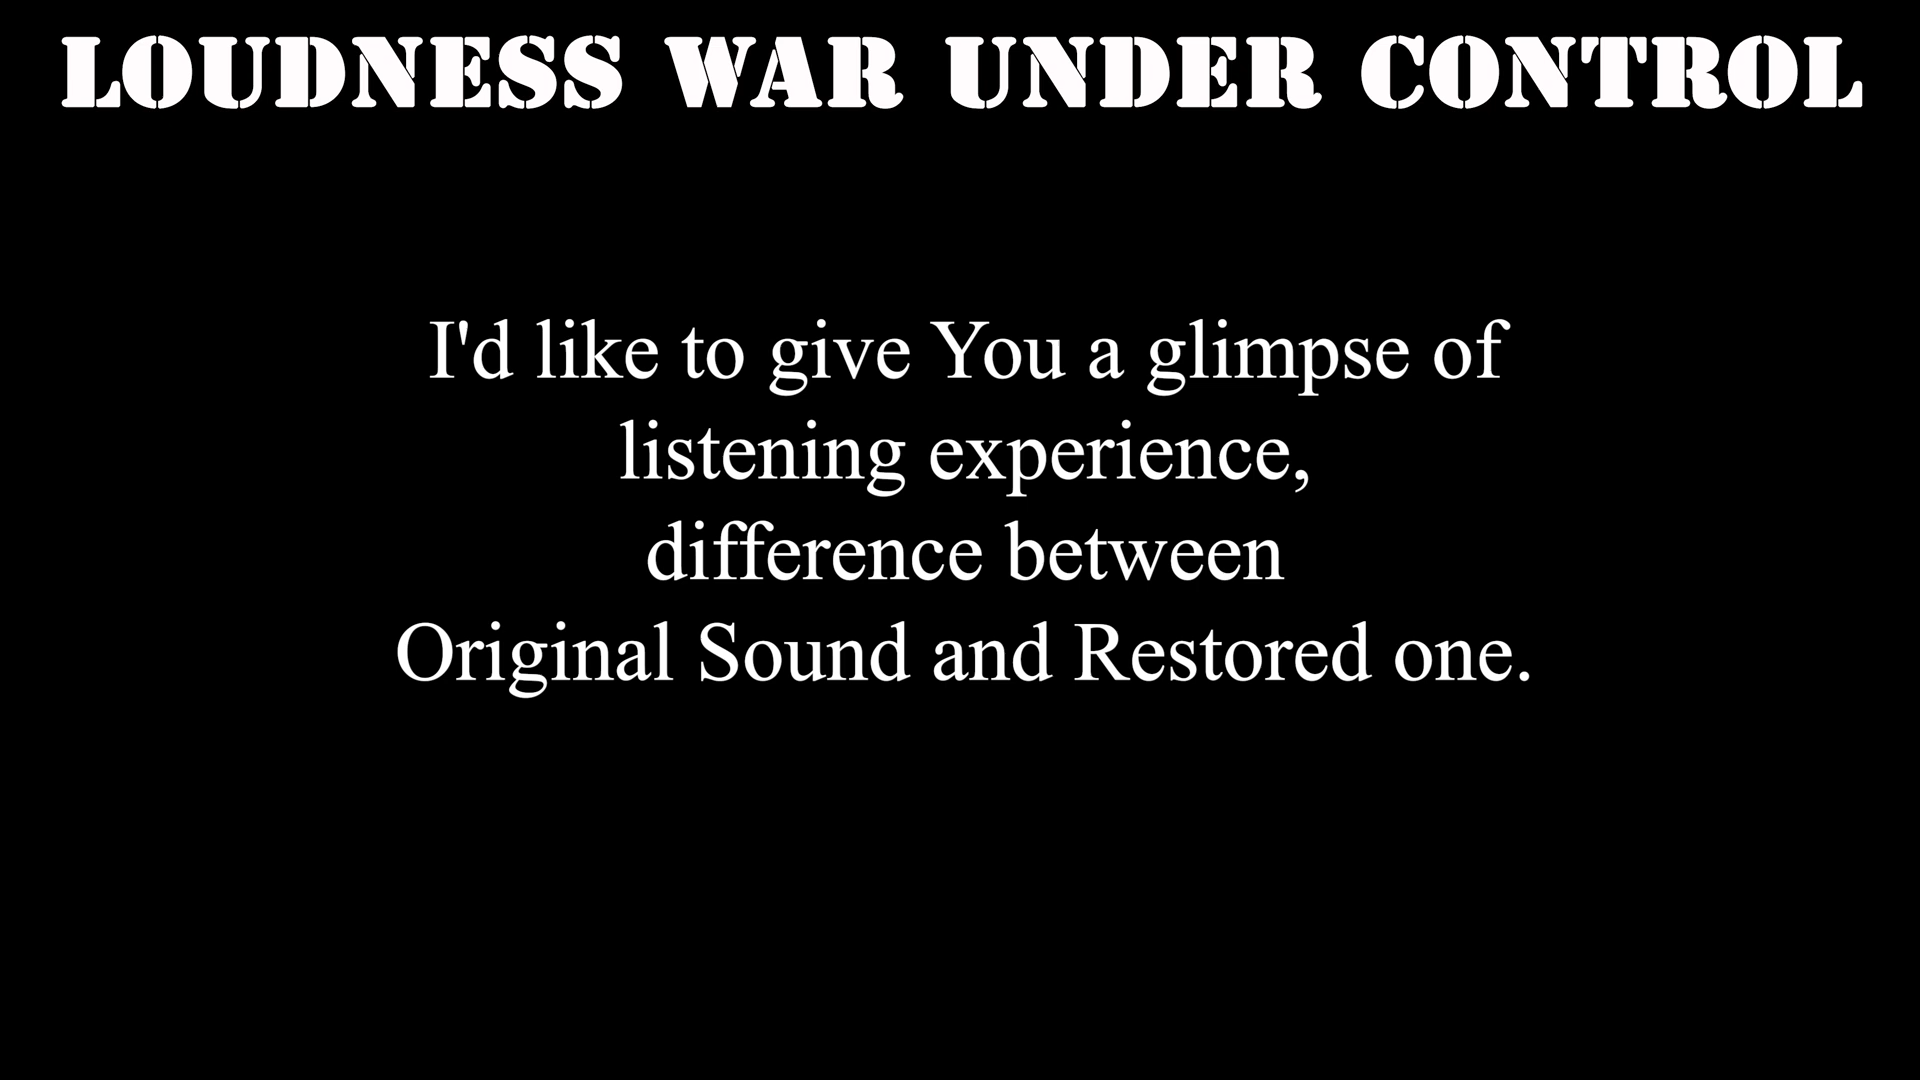 LOUDNESS WAR UNDER CONTROL
I'd like to give You a glimpse of
listening experience,
difference between
Original Sound and Restored one.